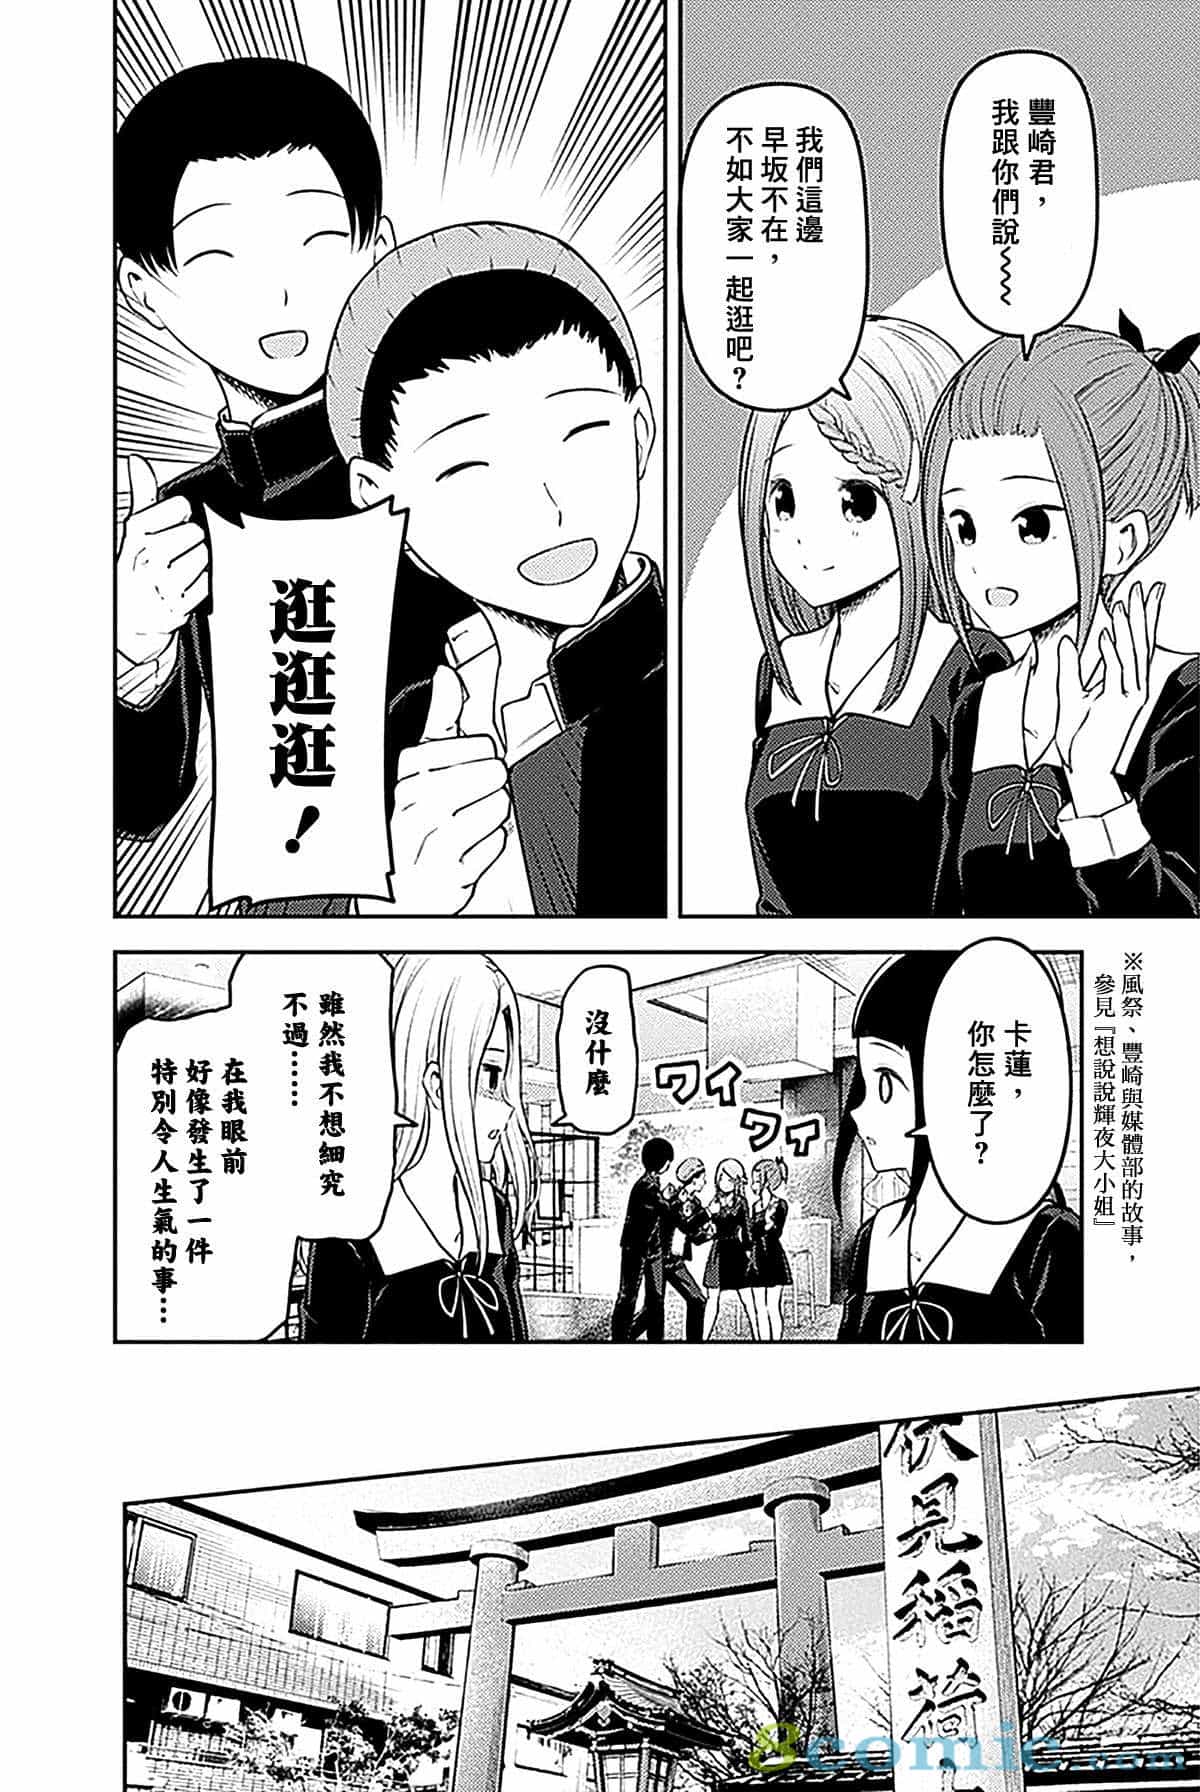 豐崎君，
我跟你們說
我們這邊
早坂不在，
不如大家一起逛吧？
逛逛逛！
※風祭、豐崎與媒體部的故事，
參見『想說說輝夜大小姐』
卡蓮，
你怎麼了？
ワイ
ワイ
沒什麼
雖然我不想細究
不過……
在我眼前
好像發生了一件
特別令人生氣的事…
伏見稻荷
8comic.com